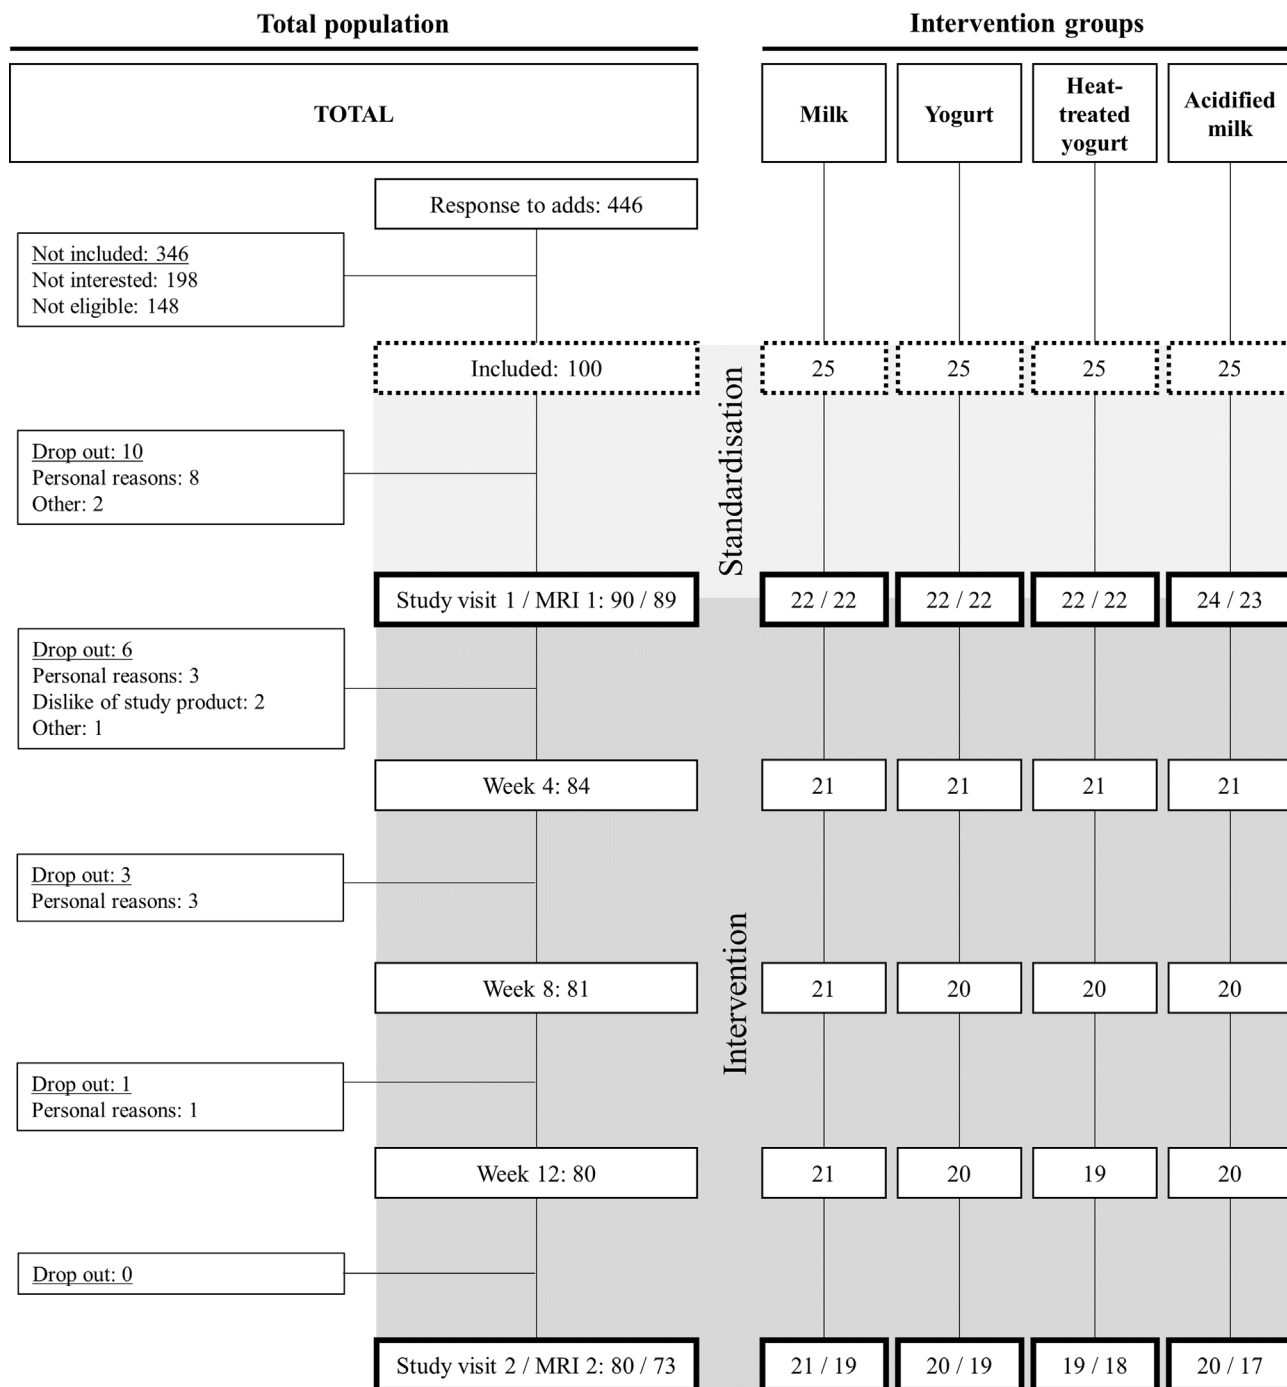 Total population
Intervention groups
TOTAL
Milk
Yogurt
Heat-
treated
yogurt
Acidified
milk
Response to adds: 446
Not included: 346
Not interested: 198
Not eligible: 148
Included: 100
25
25
25
25
Standardisation
Drop out: 10
Personal reasons: 8
Other: 2
Study visit 1 / MRI 1: 90 / 89
22 / 22
22 / 22
22 / 22
24 / 23
Drop out: 6
Personal reasons: 3
Dislike of study product: 2
Other: 1
Week 4: 84
21
21
21
21
Drop out: 3
Personal reasons: 3
Intervention
Week 8: 81
21
20
20
20
Drop out: 1
Personal reasons: 1
Week 12: 80
21
20
19
20
Drop out: 0
Study visit 2 / MRI 2: 80 / 73
21 / 19
20 / 19
19 / 18
20 / 17